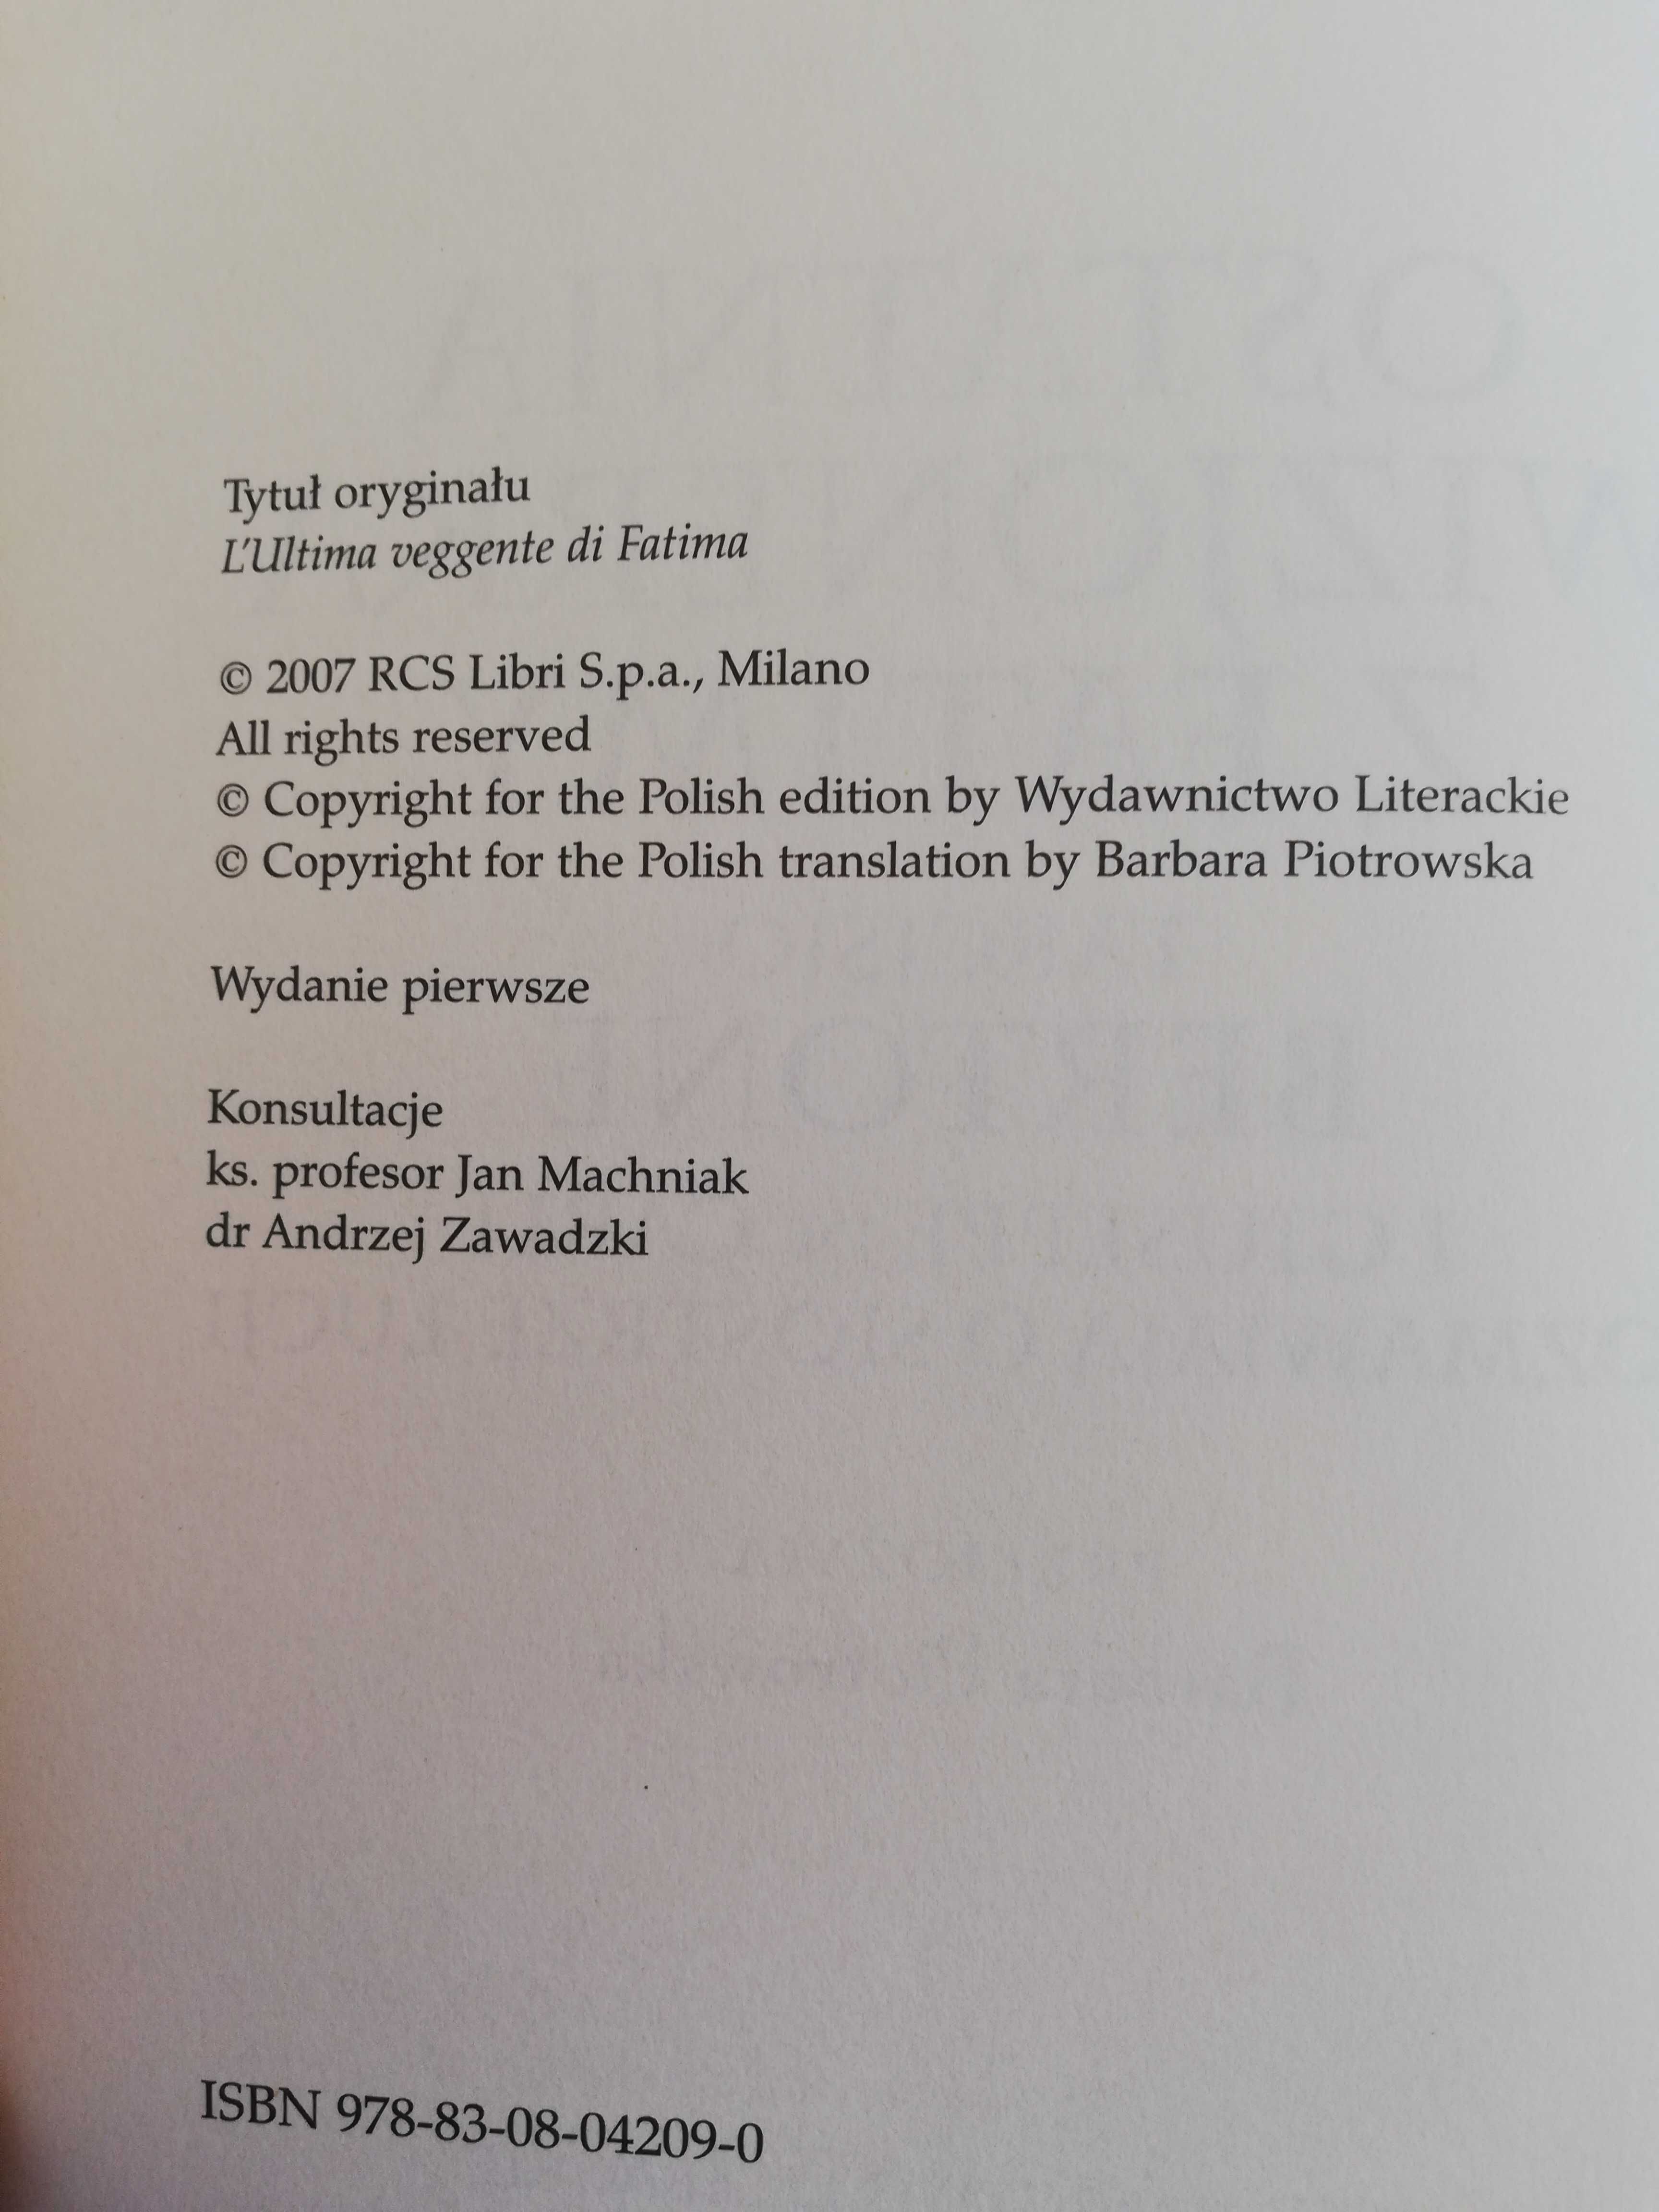 Tytuł oryginału
L'Ultima veggente di Fatima
© 2007 RCS Libri S.p.a., Milano
All rights reserved
© Copyright for the Polish edition by Wydawnictwo Literackie
© Copyright for the Polish translation by Barbara Piotrowska
Wydanie pierwsze
Konsultacje
ks. profesor Jan Machniak
dr Andrzej Zawadzki
ISBN 978-83-08-04209-0